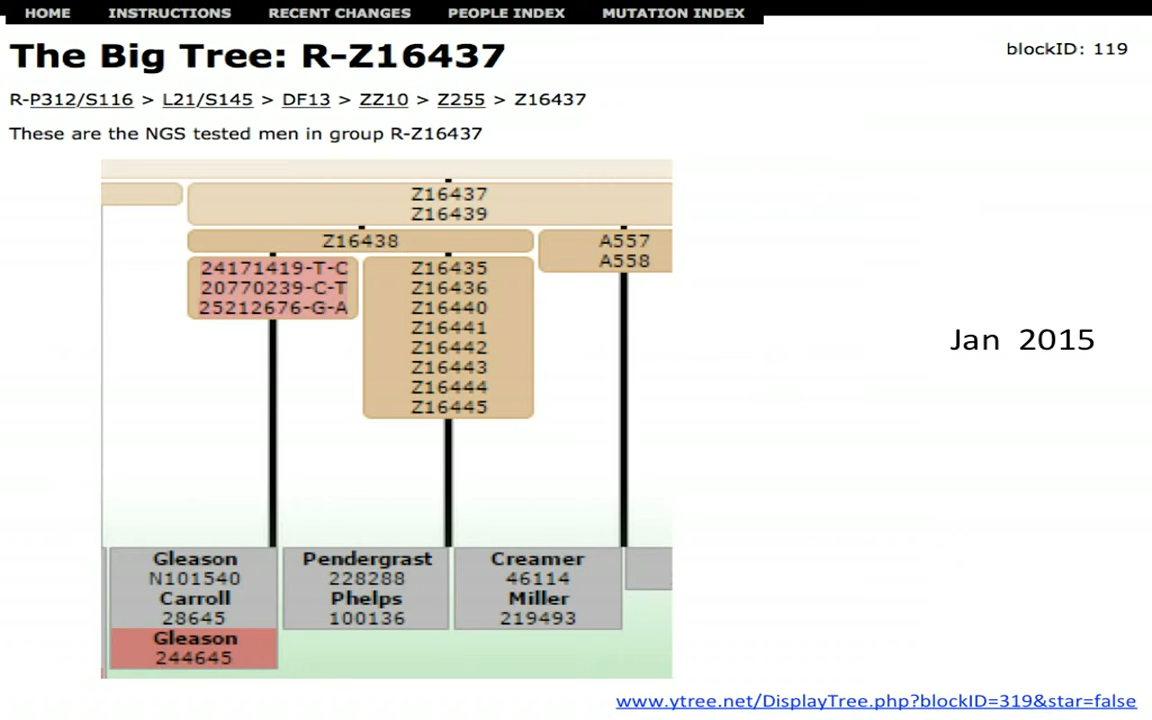 HOME INSTRUCTIONS RECENT CHANGES PEOPLE INDEX MUTATION INDEX
The Big Tree: R-Z16437
blockID: 119
R-P312/S116 > L21/S145 > DF13 > ZZ10 > Z255 > Z16437
These are the NGS tested men in group R-Z16437
Z16437
Z16439
Z16438
A557
A558
24171419-T-C
20770239-C-T
25212676-G-A
Z16435
Z16436
Z16440
Z16441
Z16442
Z16443
Z16444
Z16445
Jan 2015
Gleason
N101540
Carroll
28645
Gleason
244645
Pendergrast
228288
Phelps
100136
Creamer
46114
Miller
219493
www.ytree.net/DisplayTree.php?blockID=319&star=false